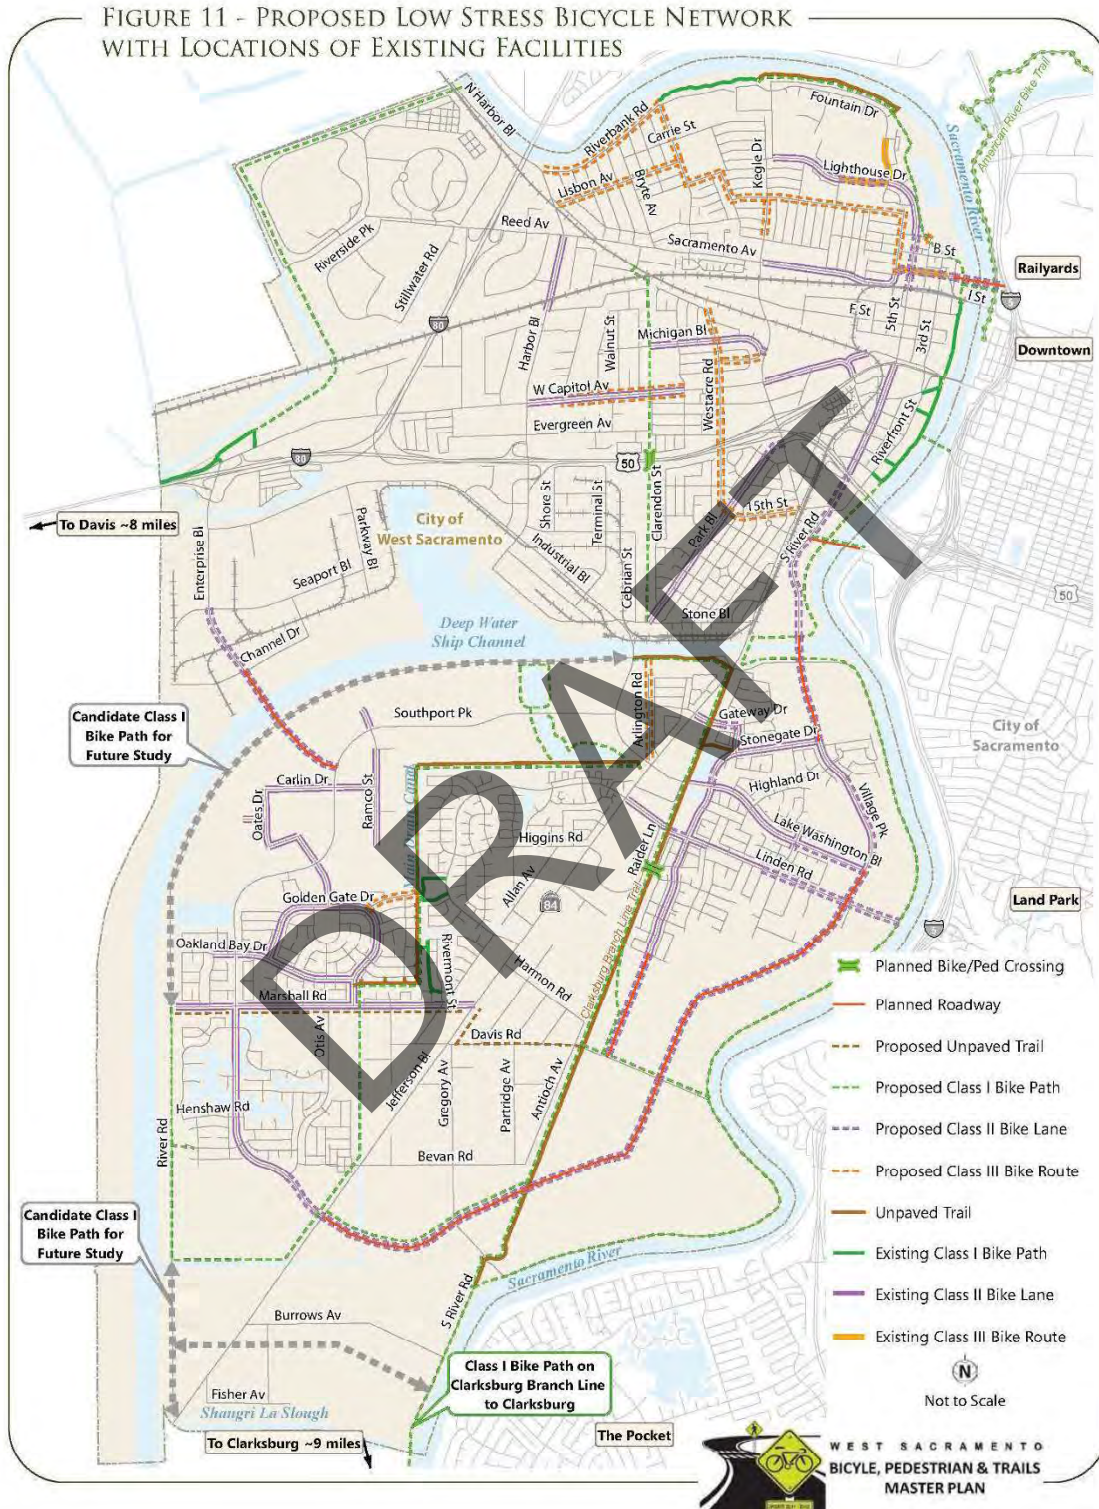 FIGURE 11 - PROPOSED LOW STRESS BICYCLE NETWORK
WITH LOCATIONS OF EXISTING FACILITIES
N Harbor Bl
Riverbank Rd
Carrie St
Fountain Dr
American River Bike Trail
Sacramento River
Lisbon Av
Bryte Av
Kegle Dr
Lighthouse Dr
Reed Av
Sacramento Av
B St
Riverside Pk
Stillwater Rd
Railyards
I St
5
80
F St
5th St
3rd St
Harbor Bl
Walnut St
Michigan Bl
Westacre Rd
Downtown
W Capitol Av
Evergreen Av
Riverfront St
80
50
Clarendon St
To Davis ~8 miles
City of
West Sacramento
Shore St
Terminal St
15th St
Park Bl
S River Rd
Enterprise Bl
Parkway Bl
Seaport Bl
Industrial Bl
Cebrian St
50
Stone Bl
Channel Dr
Deep Water
Ship Channel
Candidate Class I
Bike Path for
Future Study
Southport Pk
Arlington Rd
Gateway Dr
Stonegate Dr
City of
Sacramento
Carlin Dr
Oates Dr
Ramco St
Main Drain Canal
Highland Dr
Village Pk
Higgins Rd
Raider Ln
Lake Washington Bl
Linden Rd
Allan Av
84
Golden Gate Dr
Land Park
5
Oakland Bay Dr
Rivermont St
Harmon Rd
Clarksburg Branch Line Trail
Marshall Rd
Otis Av
Davis Rd
Jefferson Bl
Gregory Av
Partridge Av
Antioch Av
Henshaw Rd
River Rd
Bevan Rd
Candidate Class I
Bike Path for
Future Study
Sacramento River
S River Rd
Burrows Av
Class I Bike Path on
Clarksburg Branch Line
to Clarksburg
Fisher Av
Shangri La Slough
To Clarksburg ~9 miles
The Pocket
DRAFT
Planned Bike/Ped Crossing
Planned Roadway
Proposed Unpaved Trail
Proposed Class I Bike Path
Proposed Class II Bike Lane
Proposed Class III Bike Route
Unpaved Trail
Existing Class I Bike Path
Existing Class II Bike Lane
Existing Class III Bike Route
N
Not to Scale
WEST SACRAMENTO
BICYCLE, PEDESTRIAN & TRAILS
MASTER PLAN